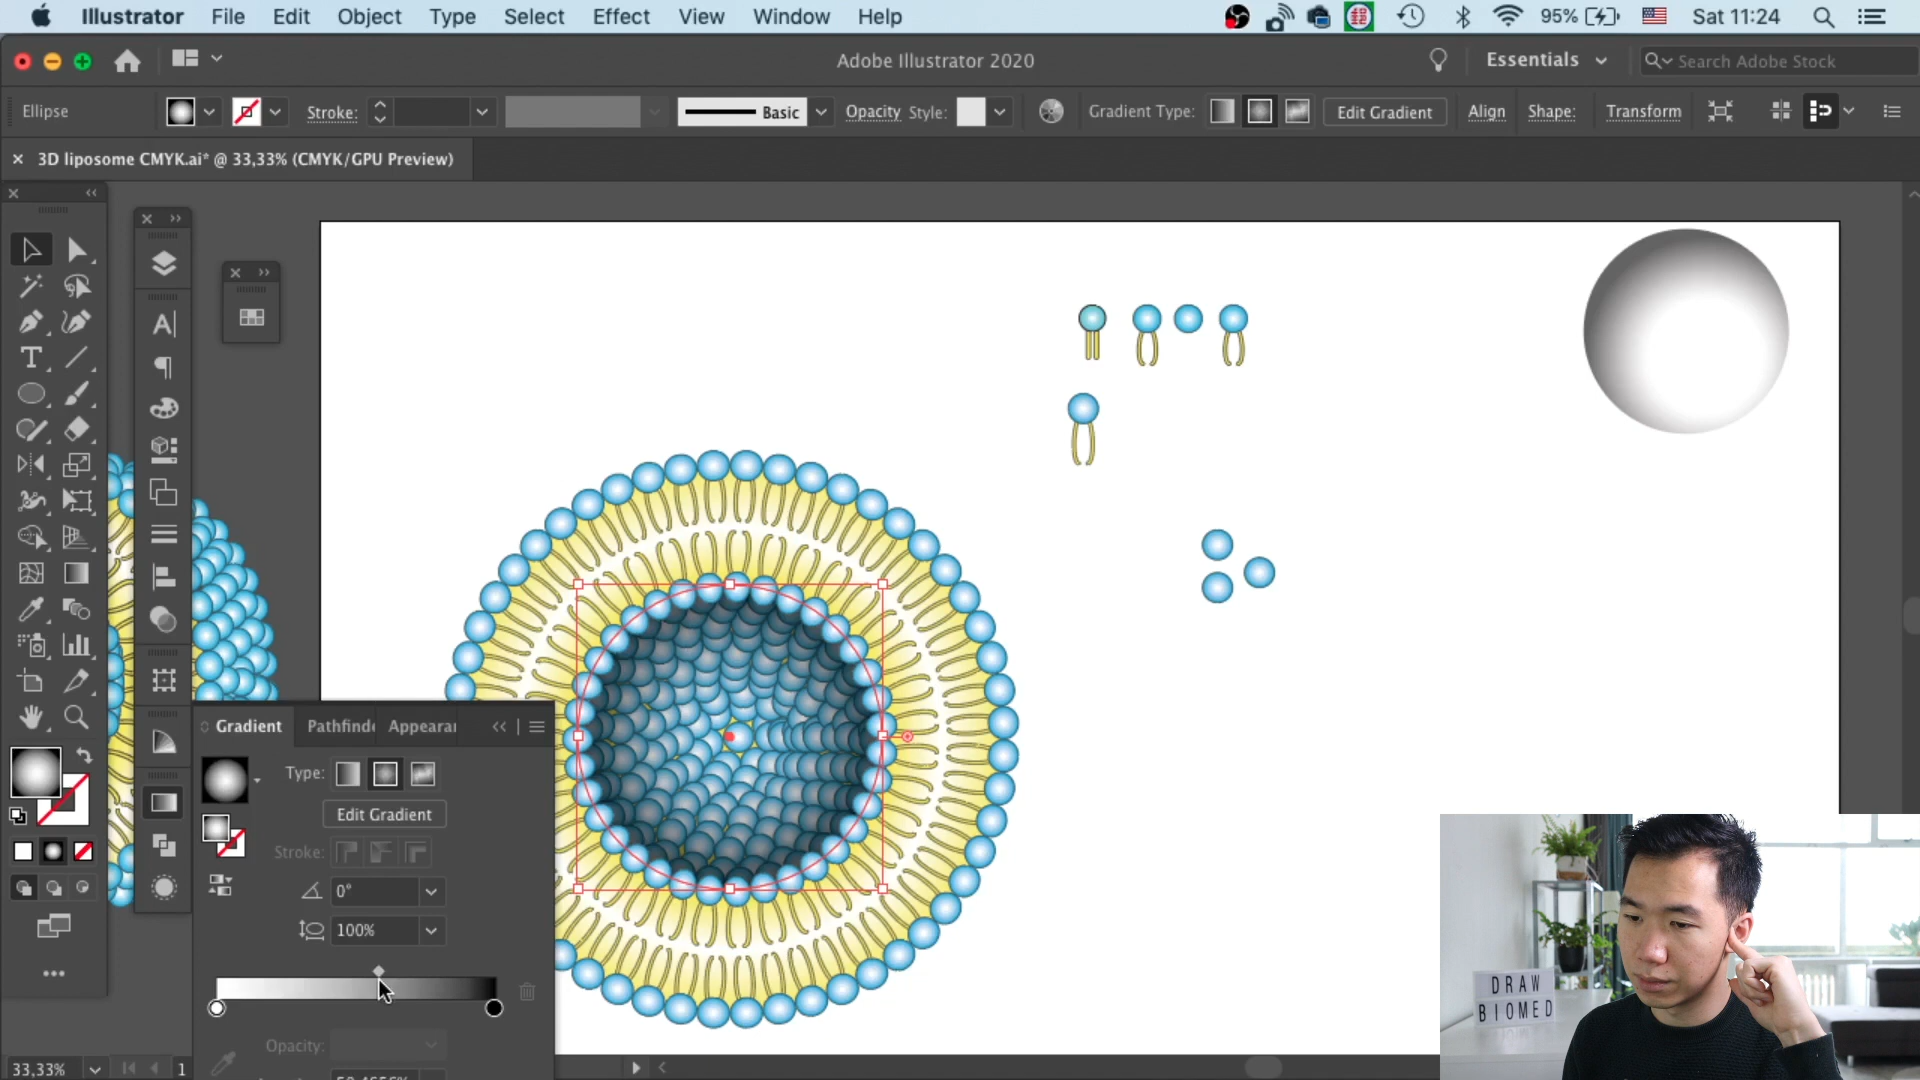 Illustrator File Edit Object Type Select Effect View Window Help 95% Sat 11:24
Adobe Illustrator 2020 Essentials Search Adobe Stock
Ellipse Stroke: Basic Opacity Style: Gradient Type: Edit Gradient Align Shape: Transform
× 3D liposome CMYK.ai* @ 33,33% (CMYK/GPU Preview)
Gradient Pathfinde Appearan
Type:
Edit Gradient
Stroke:
0°
100%
Opacity:
33,33% 1
DRAW
BIOMED